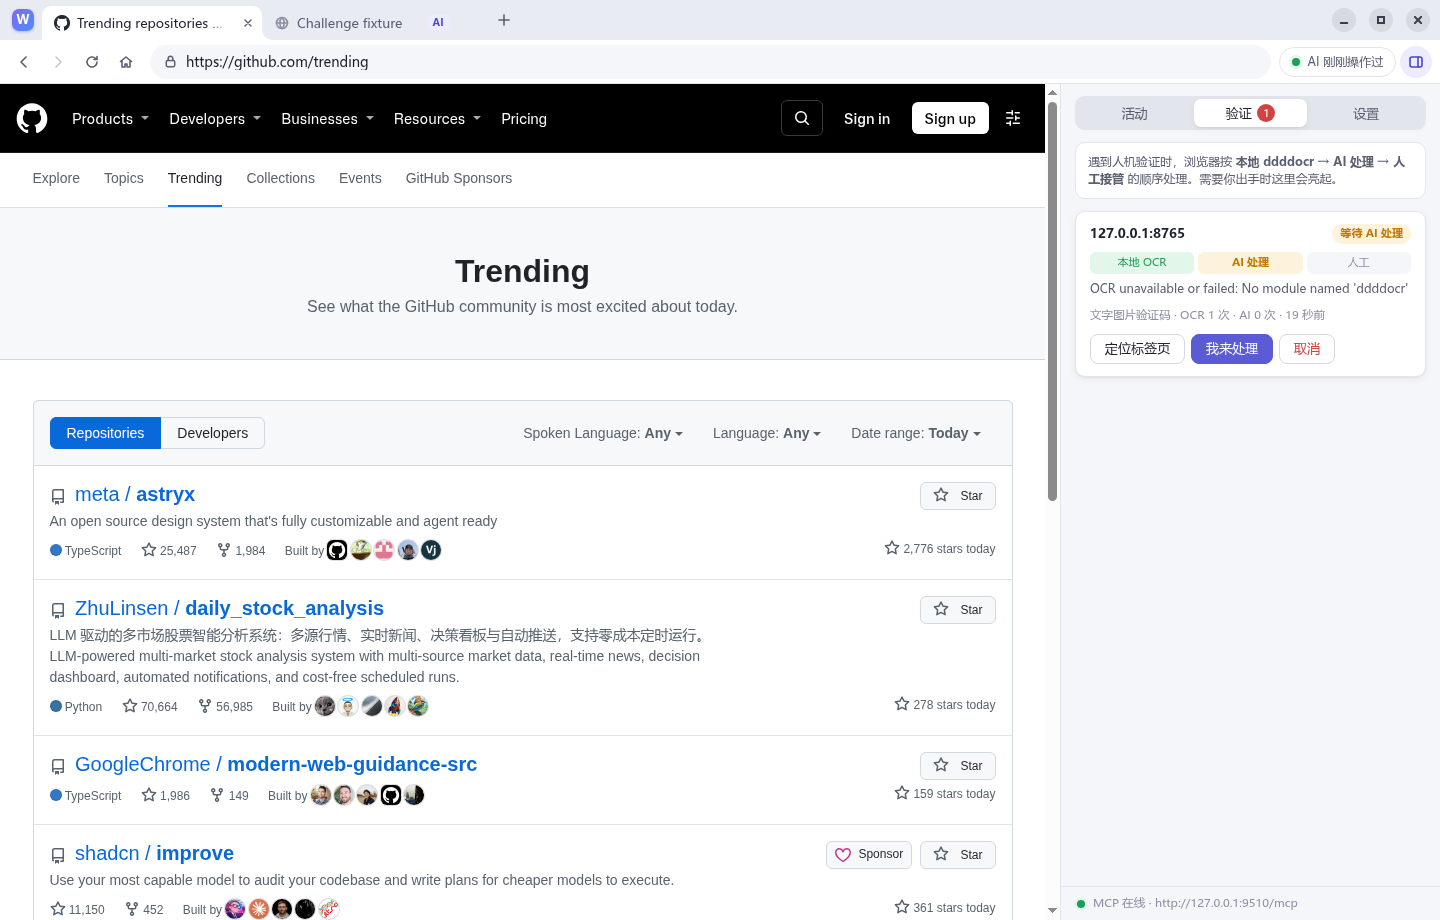 W
Trending repositories ...
Challenge fixture
AI
https://github.com/trending
AI 刚刚操作过
Products
Developers
Businesses
Resources
Pricing
Sign in
Sign up
Explore
Topics
Trending
Collections
Events
GitHub Sponsors
Trending
See what the GitHub community is most excited about today.
Repositories
Developers
Spoken Language: Any
Language: Any
Date range: Today
meta / astryx
Star
An open source design system that's fully customizable and agent ready
TypeScript
25,487
1,984
Built by
Vj
2,776 stars today
ZhuLinsen / daily_stock_analysis
Star
LLM 驱动的多市场股票智能分析系统：多源行情、实时新闻、决策看板与自动推送，支持零成本定时运行。
LLM-powered multi-market stock analysis system with multi-source market data, real-time news, decision
dashboard, automated notifications, and cost-free scheduled runs.
Python
70,664
56,985
Built by
278 stars today
GoogleChrome / modern-web-guidance-src
Star
TypeScript
1,986
149
Built by
159 stars today
shadcn / improve
Sponsor
Star
Use your most capable model to audit your codebase and write plans for cheaper models to execute.
11,150
452
Built by
361 stars today
活动
验证 1
设置
遇到人机验证时，浏览器按 本地 ddddocr → AI 处理 → 人
工接管 的顺序处理。需要你出手时这里会亮起。
127.0.0.1:8765
等待 AI 处理
本地 OCR
AI 处理
人工
OCR unavailable or failed: No module named 'ddddocr'
文字图片验证码 · OCR 1 次 · AI 0 次 · 19 秒前
定位标签页
我来处理
取消
MCP 在线 · http://127.0.0.1:9510/mcp